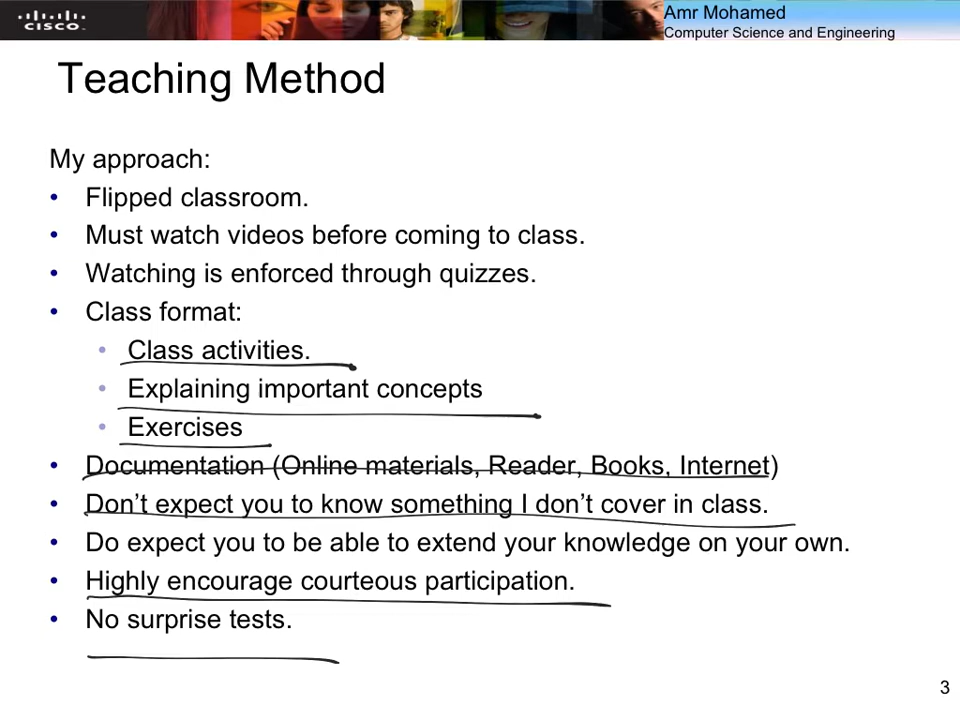 CISCO
Amr Mohamed
Computer Science and Engineering
Teaching Method
My approach:
• Flipped classroom.
• Must watch videos before coming to class.
• Watching is enforced through quizzes.
• Class format:
• Class activities.
• Explaining important concepts
• Exercises
• Documentation (Online materials, Reader, Books, Internet)
• Don't expect you to know something I don't cover in class.
• Do expect you to be able to extend your knowledge on your own.
• Highly encourage courteous participation.
• No surprise tests.
3